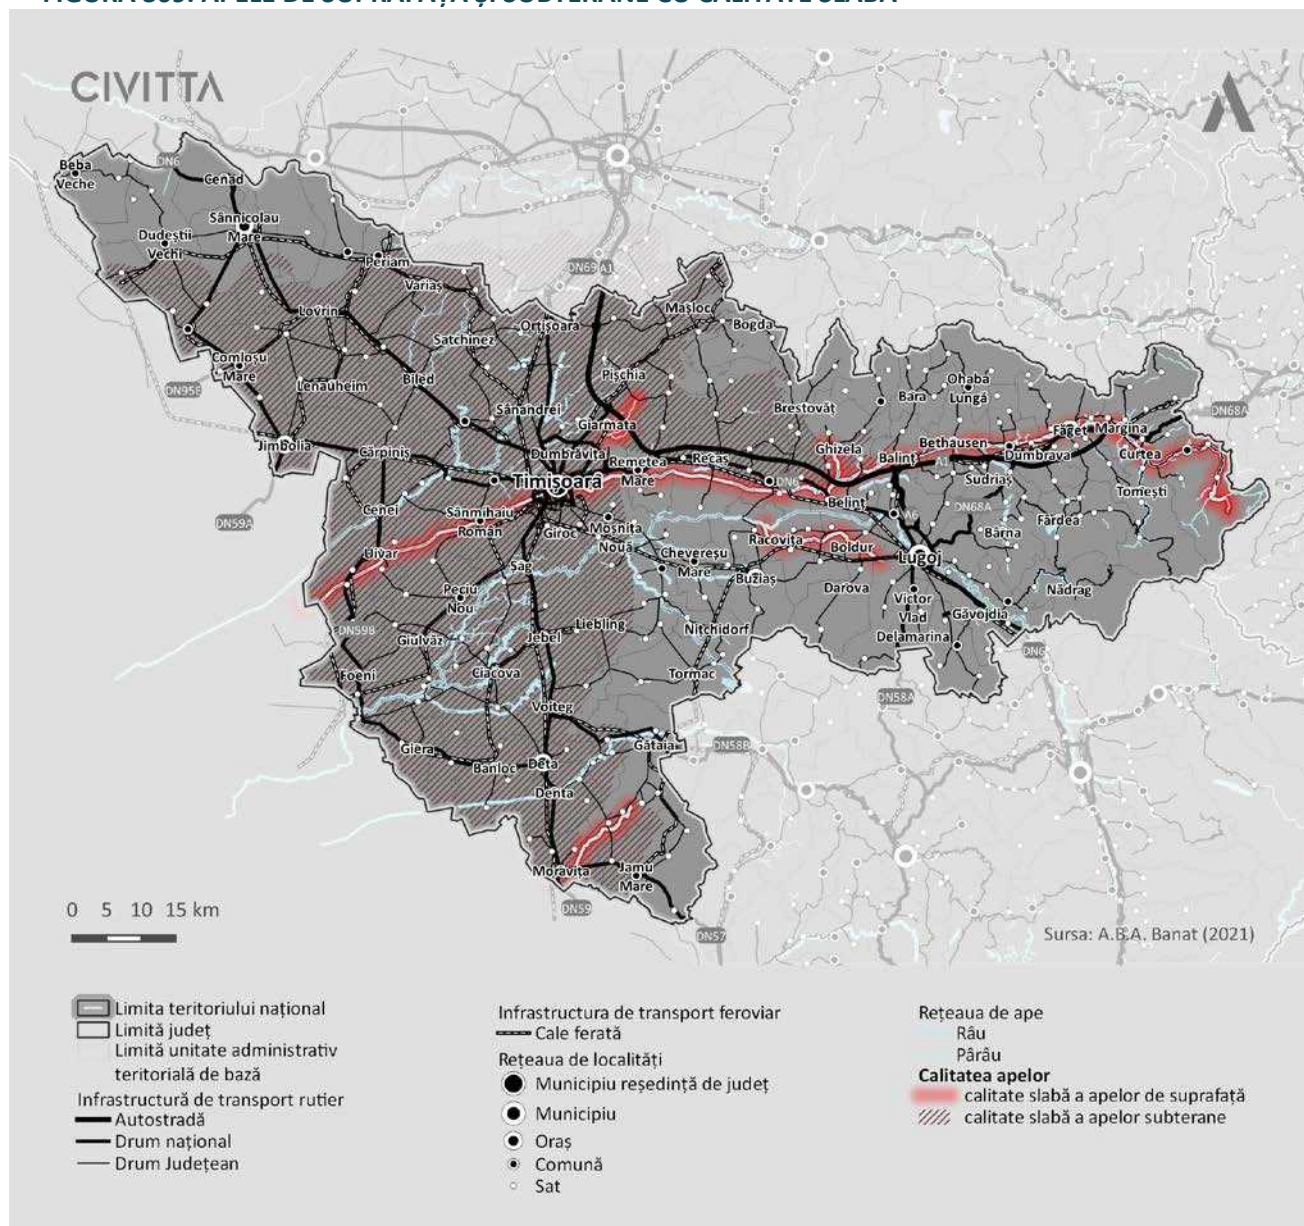 CIVITTA
Beba
Veche
DN6
Cenad
Sânnicolau
Mare
Dudeștii
Vechi
Periam
Variaș
DN69
A1
Mașloc
Bogda
Lovrin
Orțișoara
Satchinez
Comloșu
Mare
DN95F
Lenauheim
Biled
Pișchia
Sânandrei
Giarmata
Brestovăț
Bara
Ohaba
Lungă
DN68A
Jimbolia
Cărpiniș
Dumbrăvița
Remetea
Mare
Recaș
Ghizela
Balinț
Bethausen
Făget
Margina
Dumbrava
Curtea
Timișoara
DN6
A1
Sudriaș
Tomești
DN59A
Cenei
Sânmihaiu
Român
Giroc
Moșnița
Nouă
Belinț
A6
DN68A
Fârdea
Bârna
Uivar
Șag
Racovița
Boldur
Lugoj
Cheveresu
Mare
Buziaș
Darova
Nădrag
Peciu
Nou
Victor
Vlad
Delamarina
Găvojdia
DN59B
Giulvăz
Jebel
Liebling
Nițchidorf
DN6
Foeni
Ciacova
Tormac
DN58A
Voiteg
Giera
Banloc
Deta
Gătaia
DN58B
Denta
Moravița
Jamu
Mare
DN59
DN57
0 5 10 15 km
Sursa: A.B.A. Banat (2021)
Limita teritoriului național
Limită județ
Limită unitate administrativ
teritorială de bază
Infrastructură de transport rutier
Autostradă
Drum național
Drum Județean
Infrastructura de transport feroviar
Cale ferată
Rețeaua de localități
Municipiu reședință de județ
Municipiu
Oraș
Comună
Sat
Rețeaua de ape
Râu
Pârâu
Calitatea apelor
calitate slabă a apelor de suprafață
calitate slabă a apelor subterane